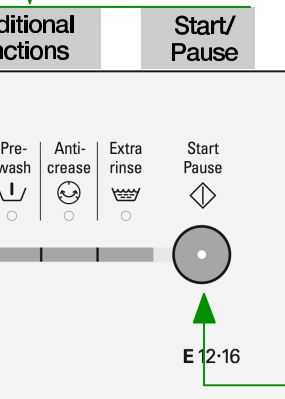 ditional Start/
nctions Pause
Pre- Anti- Extra Start
wash crease rinse Pause
E 12·16